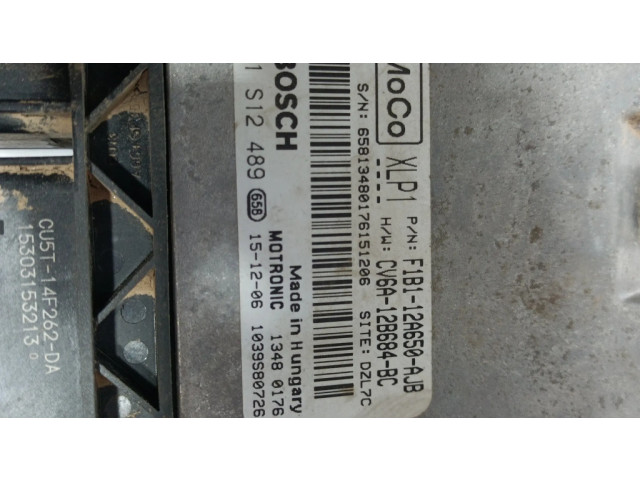 MoCo XLP1 P/N: F1B1-12A650-AJB
---- H/W: CV6A-12B684-BC
S/N: 65813480176151206 SITE: DZL7C
BOSCH Made in Hungary
MOTRONIC 1348 0176
1 S12 489 65B 15-12-06 1039S80726
CU5T-14F262-DA
15303153213